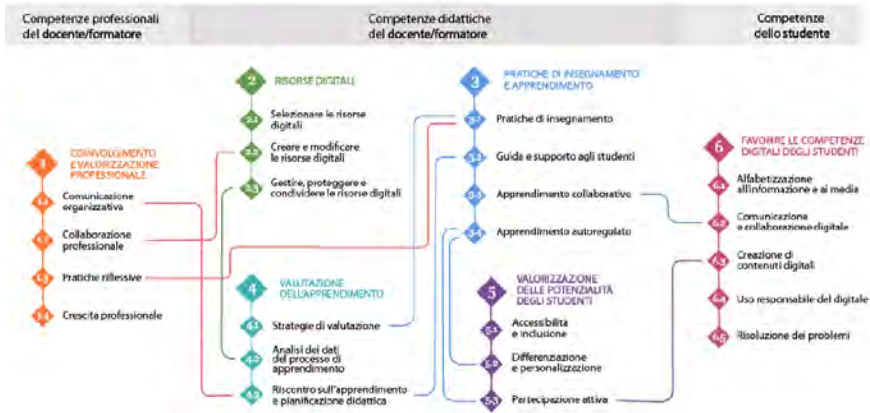 Competenze professionali
del docente/formatore
Competenze didattiche
del docente/formatore
Competenze
dello studente
1
COINVOLGIMENTO
E VALORIZZAZIONE
PROFESSIONALE
1.1
Comunicazione
organizzativa
1.2
Collaborazione
professionale
1.3
Pratiche riflessive
1.4
Crescita professionale
2
RISORSE DIGITALI
2.1
Selezionare le risorse
digitali
2.2
Creare e modificare
le risorse digitali
2.3
Gestire, proteggere e
condividere le risorse digitali
4
VALUTAZIONE
DELL'APPRENDIMENTO
4.1
Strategie di valutazione
4.2
Analisi dei dati
del processo di
apprendimento
4.3
Riscontro sull'apprendimento
e pianificazione didattica
3
PRATICHE DI INSEGNAMENTO
E APPRENDIMENTO
3.1
Pratiche di insegnamento
3.2
Guida e supporto agli studenti
3.3
Apprendimento collaborativo
3.4
Apprendimento autoregolato
5
VALORIZZAZIONE
DELLE POTENZIALITÀ
DEGLI STUDENTI
5.1
Accessibilità
e inclusione
5.2
Differenziazione
e personalizzazione
5.3
Partecipazione attiva
6
FAVORIRE LE COMPETENZE
DIGITALI DEGLI STUDENTI
6.1
Alfabetizzazione
all'informazione e ai media
6.2
Comunicazione
e collaborazione digitale
6.3
Creazione di
contenuti digitali
6.4
Uso responsabile del digitale
6.5
Risoluzione dei problemi